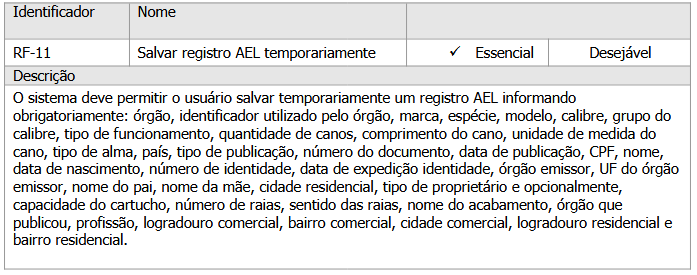 Identificador Nome
RF-11 Salvar registro AEL temporariamente ✓ Essencial Desejável
Descrição
O sistema deve permitir o usuário salvar temporariamente um registro AEL informando
obrigatoriamente: órgão, identificador utilizado pelo órgão, marca, espécie, modelo, calibre, grupo do
calibre, tipo de funcionamento, quantidade de canos, comprimento do cano, unidade de medida do
cano, tipo de alma, país, tipo de publicação, número do documento, data de publicação, CPF, nome,
data de nascimento, número de identidade, data de expedição identidade, órgão emissor, UF do órgão
emissor, nome do pai, nome da mãe, cidade residencial, tipo de proprietário e opcionalmente,
capacidade do cartucho, número de raias, sentido das raias, nome do acabamento, órgão que
publicou, profissão, logradouro comercial, bairro comercial, cidade comercial, logradouro residencial e
bairro residencial.